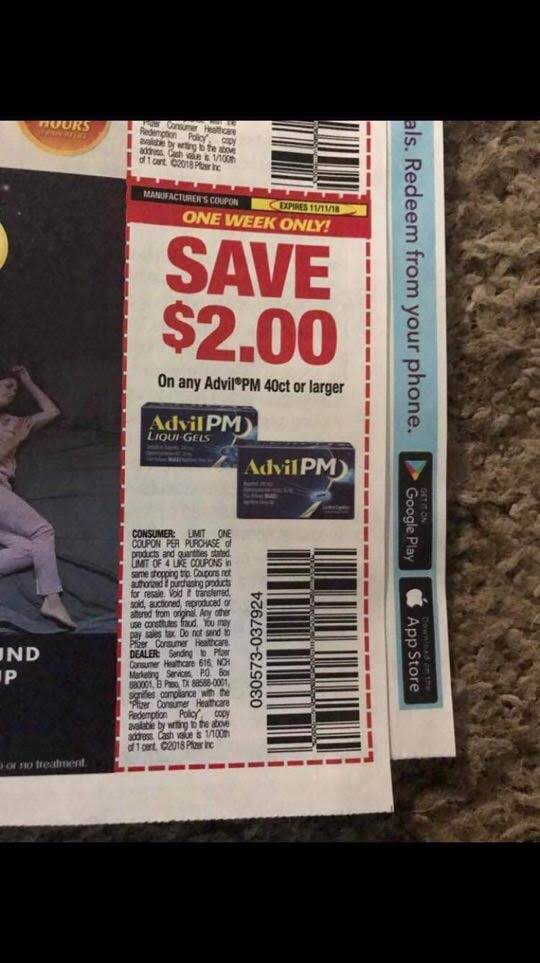 HOURS
Pfizer Consumer Healthcare
Redemption Policy", copy
available by writing to the above
address. Cash value is 1/100th
of 1 cent. ©2018 Pfizer Inc
MANUFACTURER'S COUPON
EXPIRES 11/11/18
ONE WEEK ONLY!
SAVE
$2.00
On any Advil®PM 40ct or larger
Advil PM
LIQUI-GELS
Advil PM
CONSUMER: LIMIT ONE
COUPON PER PURCHASE of
products and quantities stated.
LIMIT OF 4 LIKE COUPONS in
same shopping trip. Coupons not
authorized if purchasing products
for resale. Void if transferred,
sold, auctioned, reproduced or
altered from original. Any other
use constitutes fraud. You may
pay sales tax. Do not send to
Pfizer Consumer Healthcare.
DEALER: Sending to Pfizer
Consumer Healthcare 616, NCH
Marketing Services, P.O. Box
880001, El Paso, TX 88588-0001,
signifies compliance with the
"Pfizer Consumer Healthcare
Redemption Policy", copy
available by writing to the above
address. Cash value is 1/100th
of 1 cent. ©2018 Pfizer Inc
030573-037924
als. Redeem from your phone.
GET IT ON
Google Play
Download on the
App Store
UND
UP
or no treatment.